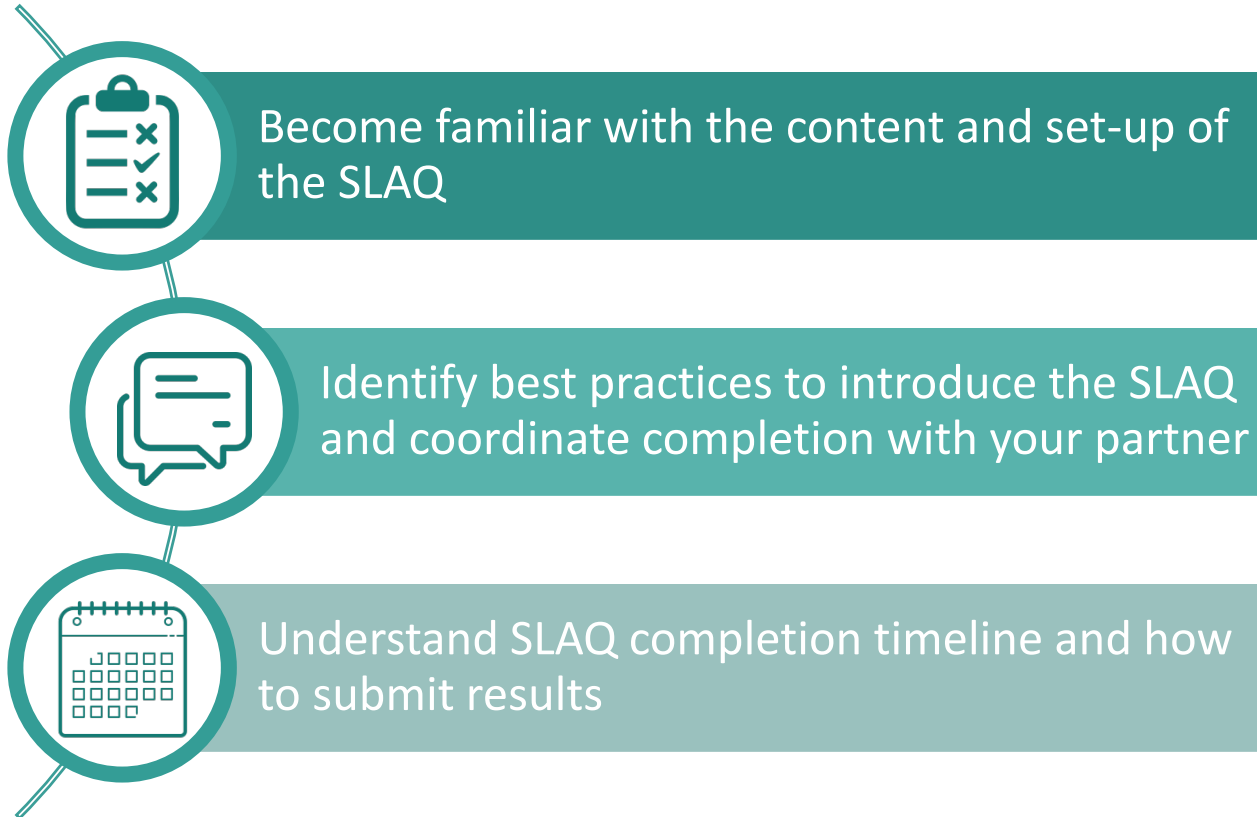 Become familiar with the content and set-up of
the SLAQ
Identify best practices to introduce the SLAQ
and coordinate completion with your partner
Understand SLAQ completion timeline and how
to submit results